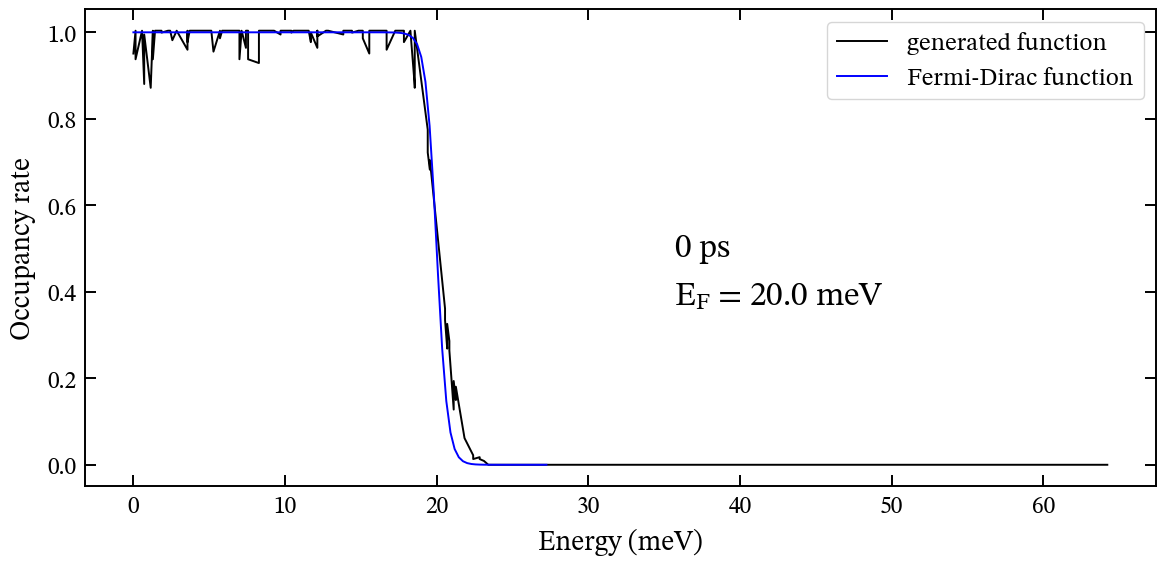 generated function
Fermi-Dirac function
1.0
0.8
0.6
0.4
0.2
0.0
Occupancy rate
0 ps
E_F = 20.0 meV
0 10 20 30 40 50 60
Energy (meV)